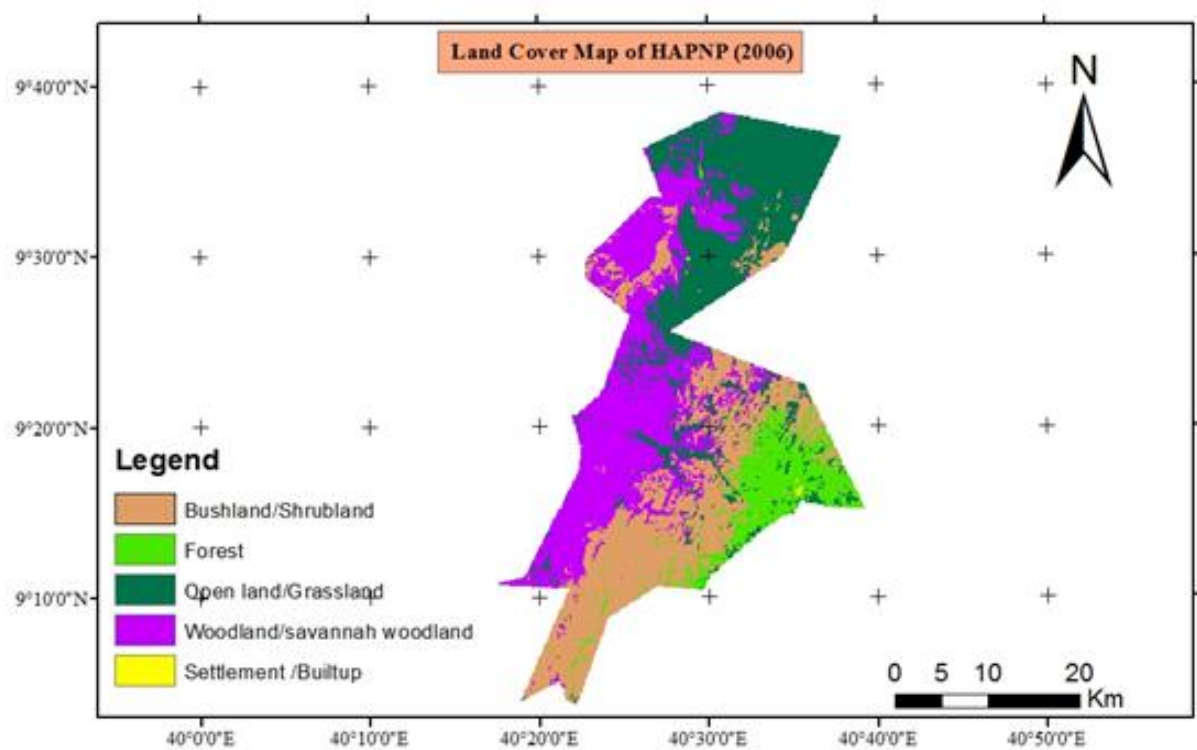 Land Cover Map of HAPNP (2006)
N
9°40'0"N
9°30'0"N
9°20'0"N
9°10'0"N
Legend
Bushland/Shrubland
Forest
Open land/Grassland
Woodland/savannah woodland
Settlement /Builtup
0 5 10 20
Km
40°0'0"E 40°10'0"E 40°20'0"E 40°30'0"E 40°40'0"E 40°50'0"E